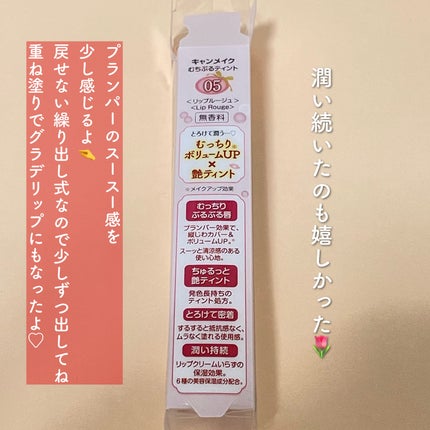 潤い続いたのも嬉しかった🌷
プランパーのスースー感を
少し感じるよ🤏
戻せない繰り出し式なので少しずつ出してね
重ね塗りでグラデリップにもなったよ♡
キャンメイク
むちぷるティント
05
<リップルージュ>
<Lip Rouge>
無香料
とろけて潤う…♡
むっちり※
ボリュームUP
×
艶ティント
※メイクアップ効果
むっちり
ぷるぷる唇
プランパー効果で、
縦じわカバー&
ボリュームUP。※
スーッと清涼感のある
使い心地。
ちゅるっと
艶ティント
発色長持ちの
ティント処方。
とろけて密着
するすると抵抗感なく、
ムラなく塗れる使用感。
潤い持続
リップクリームいらずの
保湿効果。
6種の美容保湿成分配合。